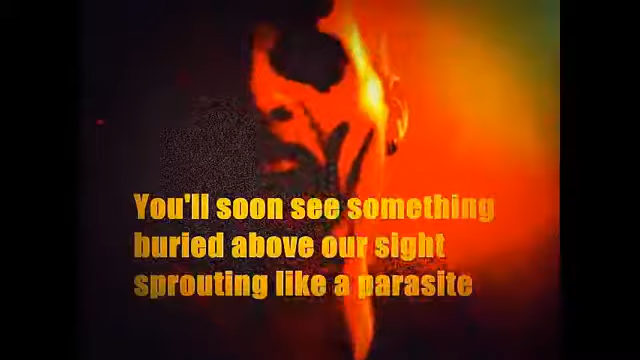 You'll soon see something
buried above our sight
sprouting like a parasite